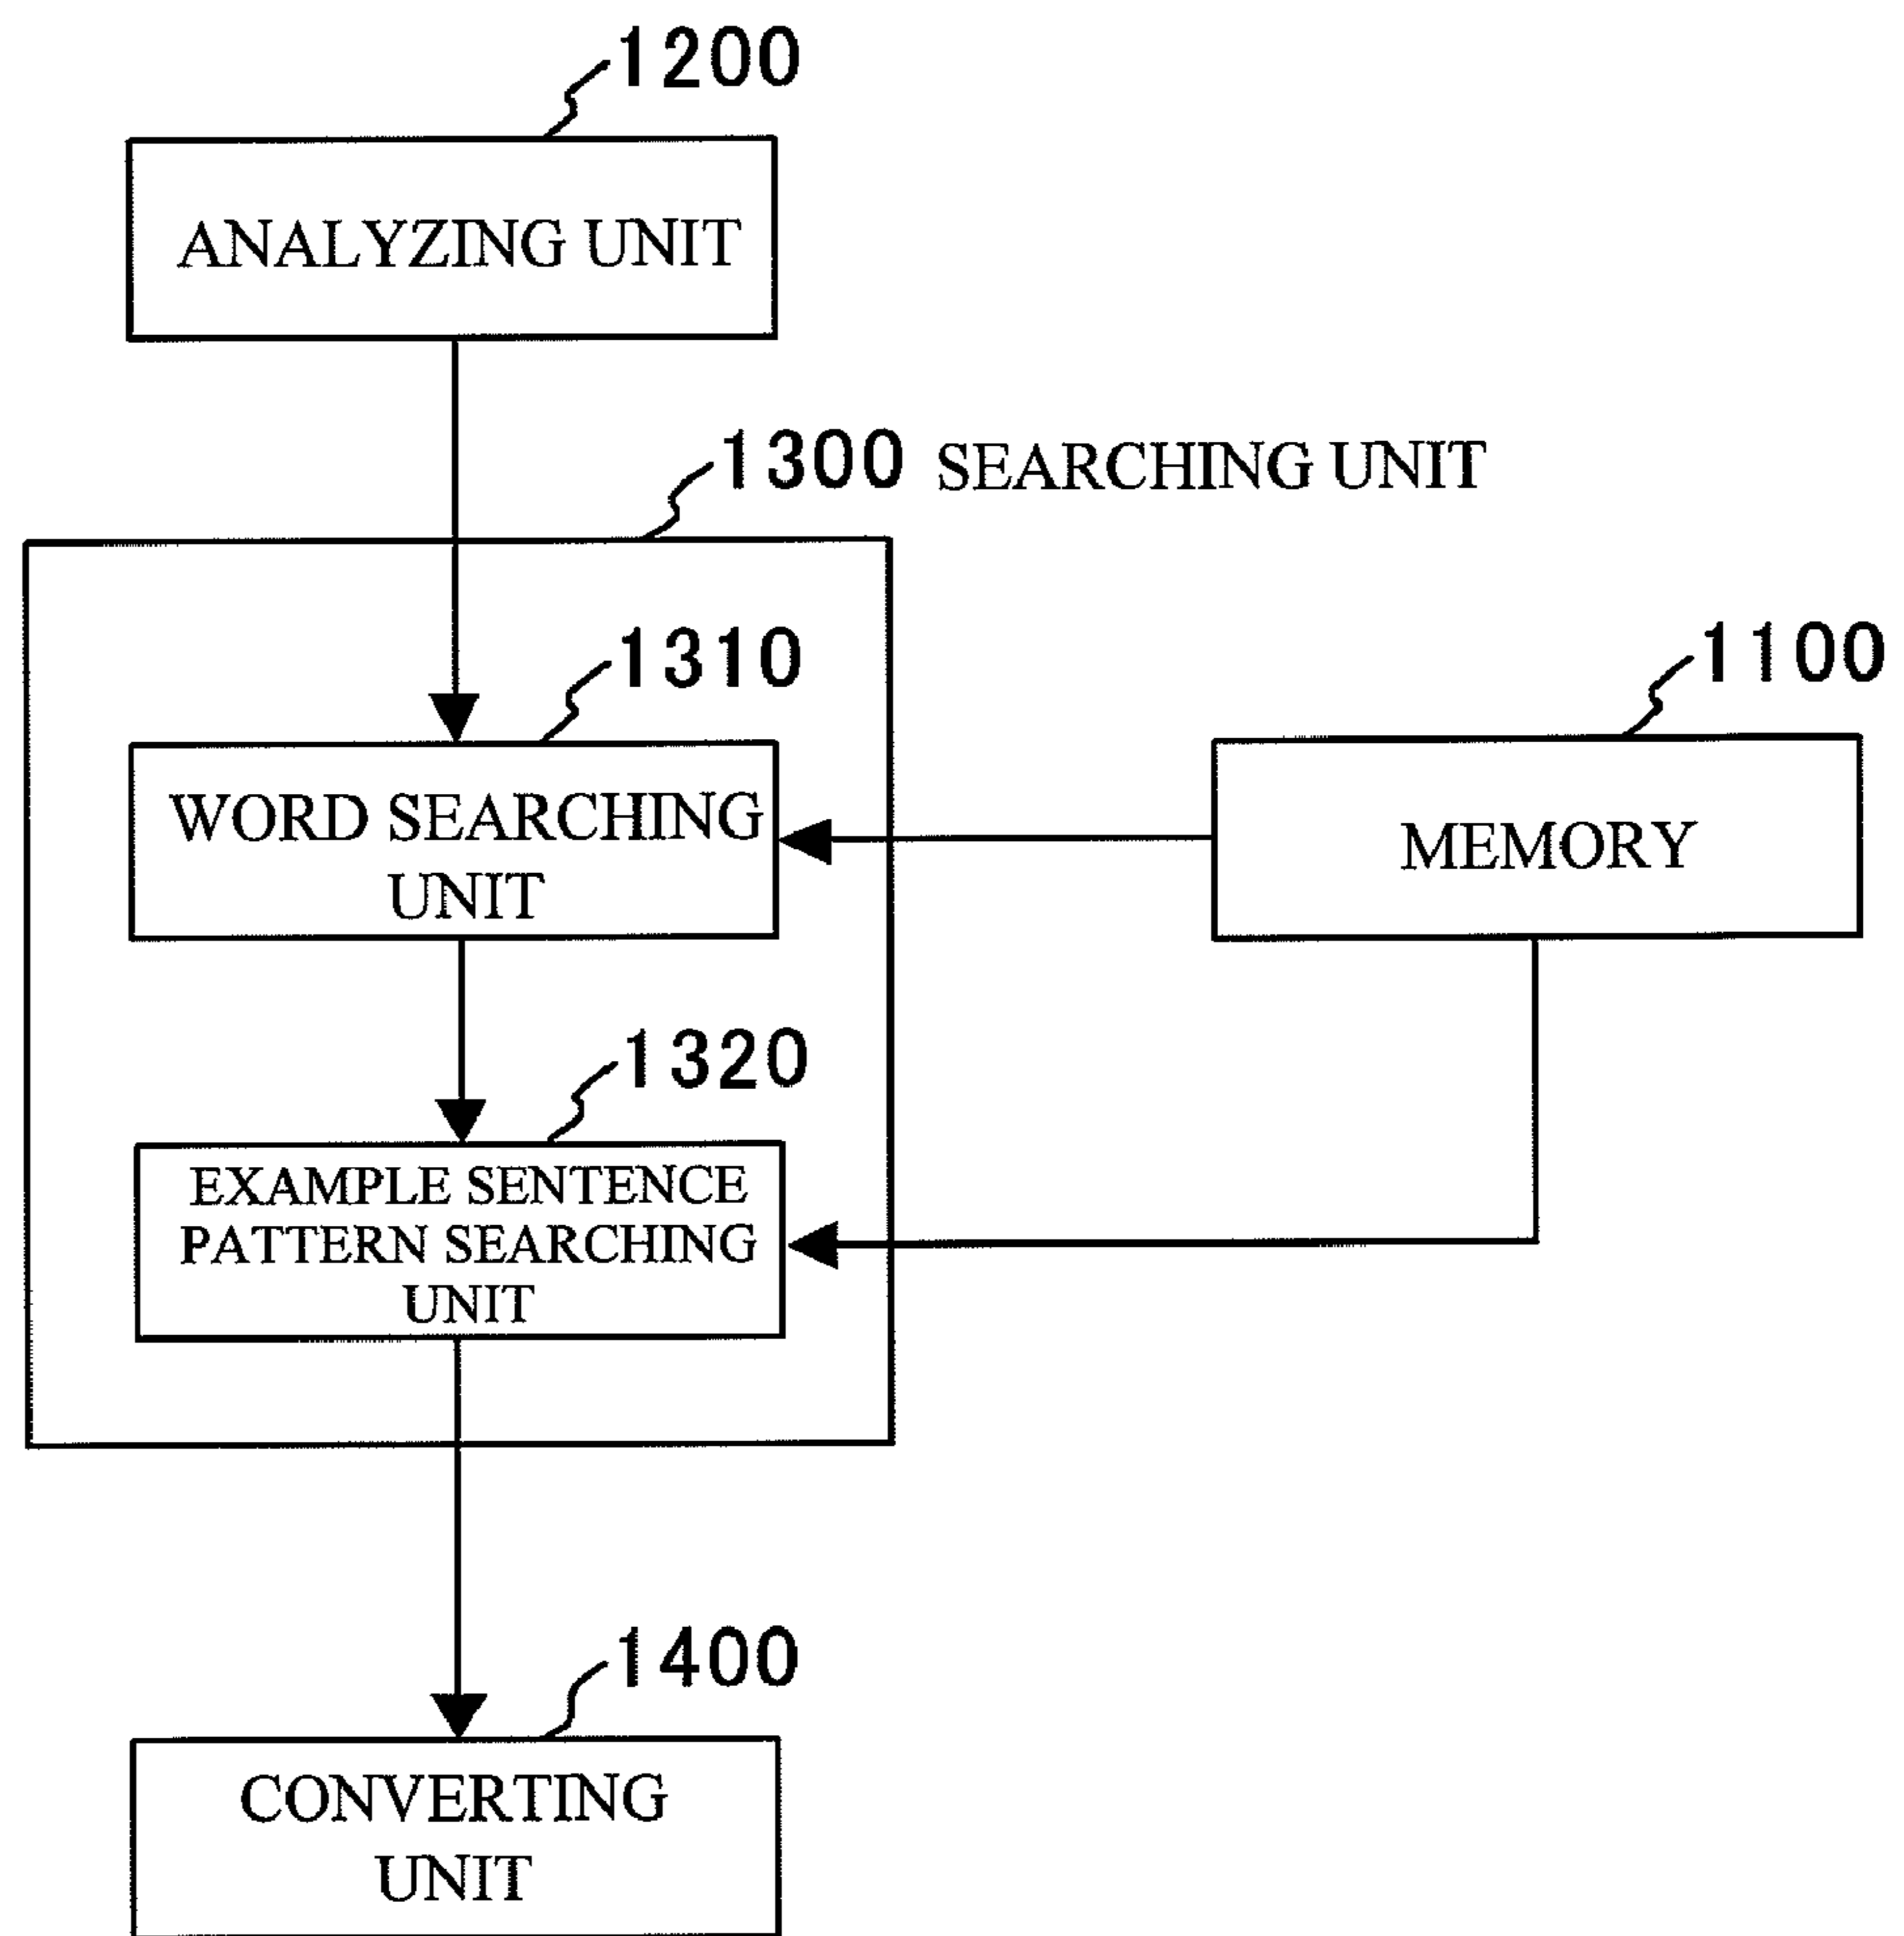 1200
ANALYZING UNIT
1300 SEARCHING UNIT
1310
WORD SEARCHING
UNIT
1100
MEMORY
1320
EXAMPLE SENTENCE
PATTERN SEARCHING
UNIT
1400
CONVERTING
UNIT